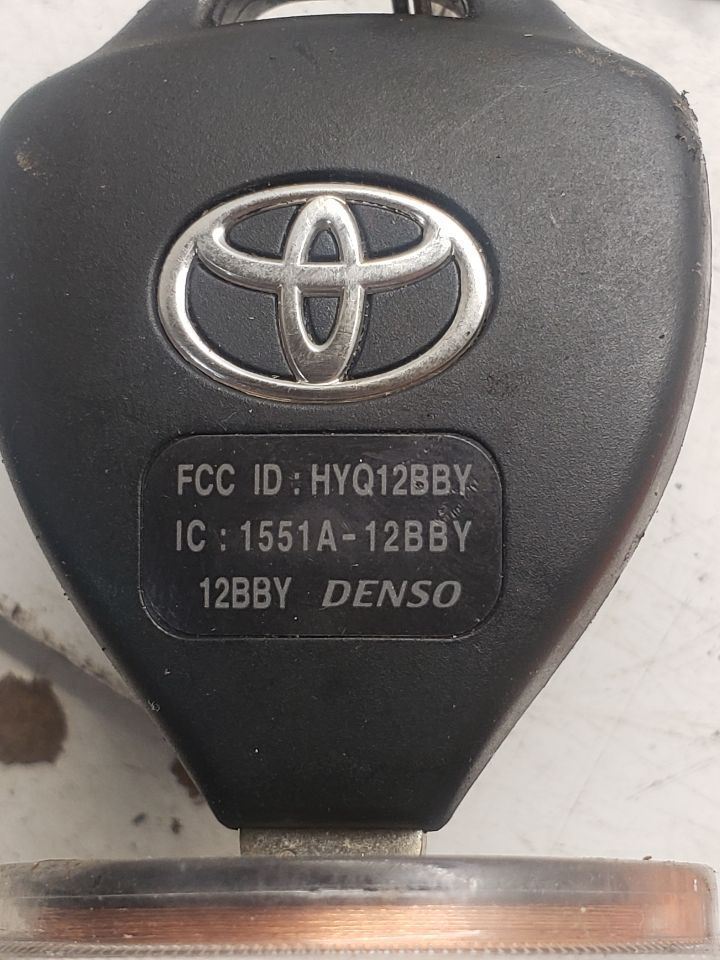 FCC ID : HYQ12BBY
IC : 1551A-12BBY
12BBY DENSO